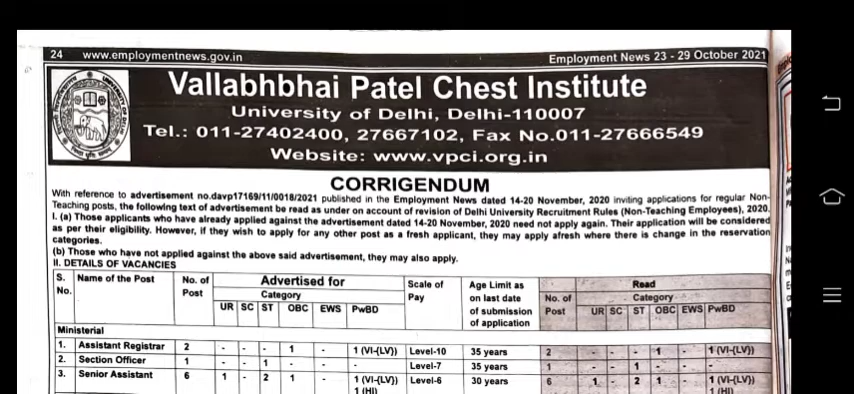 24 www.employmentnews.gov.in Employment News 23 - 29 October 2021
Vallabhbhai Patel Chest Institute
University of Delhi, Delhi-110007
Tel.: 011-27402400, 27667102, Fax No.011-27666549
Website: www.vpci.org.in
CORRIGENDUM
With reference to advertisement no.davp17169/11/0018/2021 published in the Employment News dated 14-20 November, 2020 inviting applications for regular Non-
Teaching posts, the following text of advertisement be read as under on account of revision of Delhi University Recruitment Rules (Non-Teaching Employees), 2020.
I. (a) Those applicants who have already applied against the advertisement dated 14-20 November, 2020 need not apply again. Their application will be considered
as per their eligibility. However, if they wish to apply for any other post as a fresh applicant, they may apply afresh where there is change in the reservation
categories.
(b) Those who have not applied against the above said advertisement, they may also apply.
II. DETAILS OF VACANCIES
S. Name of the Post No. of Advertised for Scale of Age Limit as Read
No. Post Category Pay on last date No. of Category
UR SC ST OBC EWS PwBD of submission Post UR SC ST OBC EWS PwBD
of application
Ministerial
1. Assistant Registrar 2 - - - 1 - 1 (VI-(LV)) Level-10 35 years 2 - - - 1 - 1 (VI-(LV))
2. Section Officer 1 - - 1 - - - Level-7 35 years 1 - - 1 - - -
3. Senior Assistant 6 1 - 2 1 - 1 (VI-(LV)) Level-6 30 years 6 1 - 2 1 - 1 (VI-(LV))
1 (HI) 1 (HI)